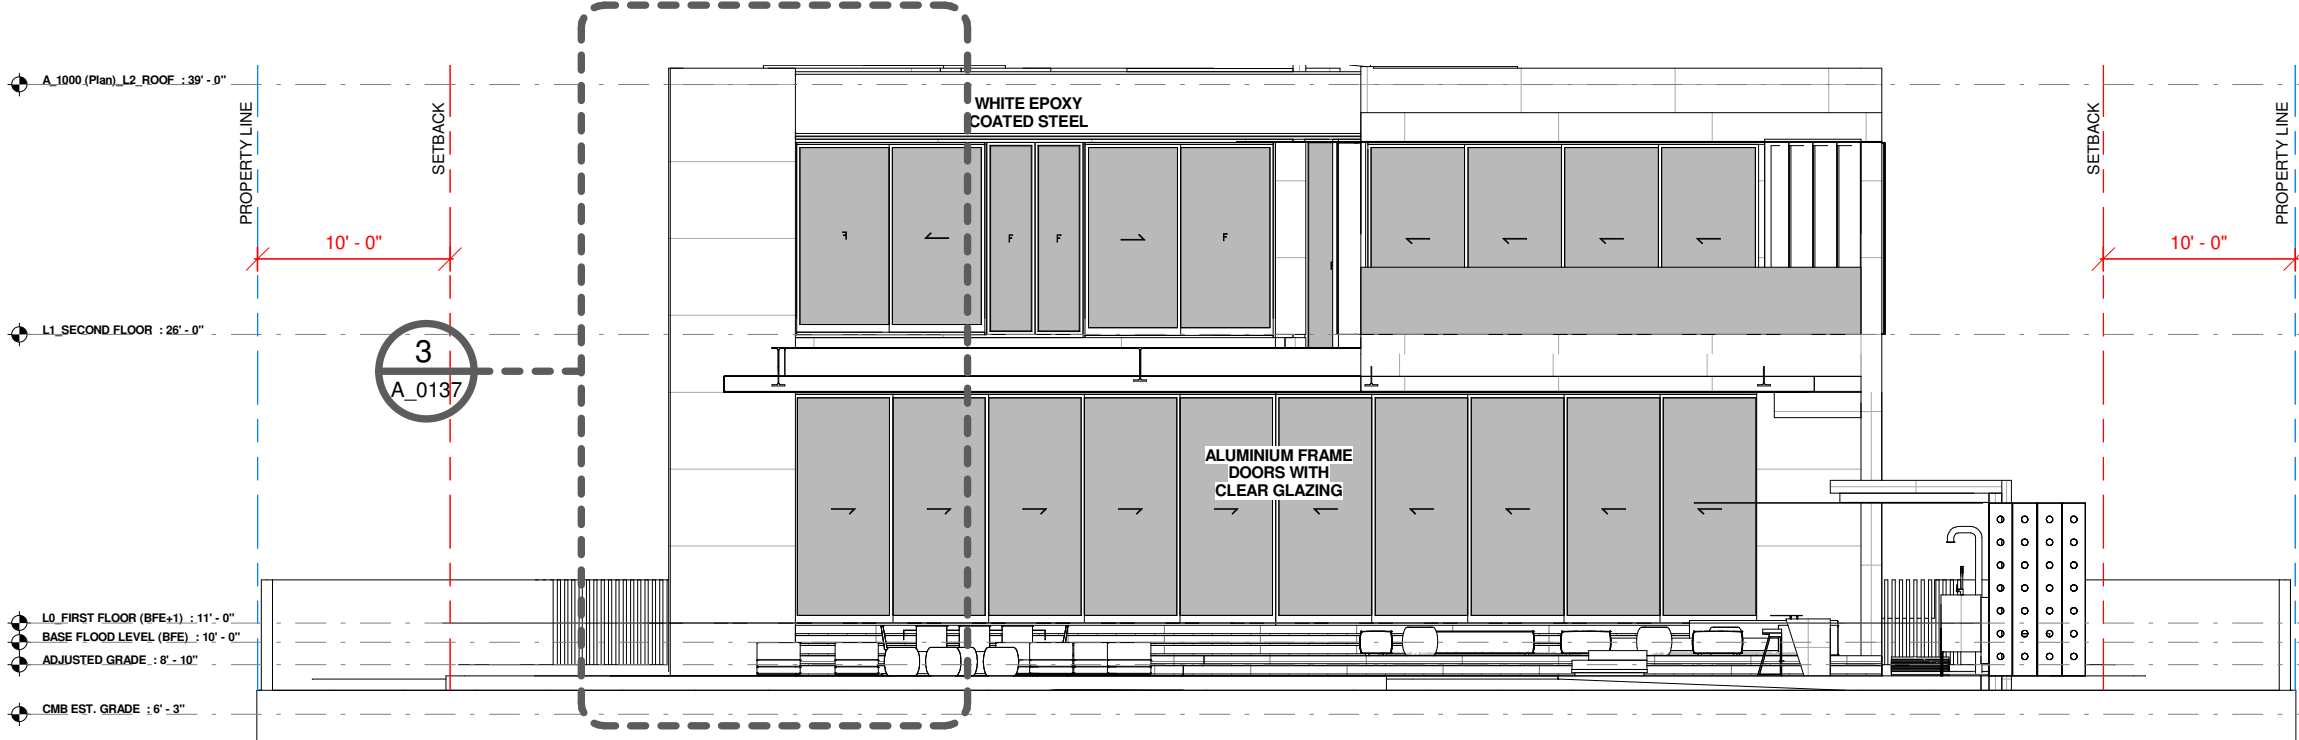 A_1000 (Plan)_L2_ROOF : 39' - 0"
PROPERTY LINE
SETBACK
WHITE EPOXY
COATED STEEL
SETBACK
PROPERTY LINE
10' - 0"
10' - 0"
F
F
F
F
L1_SECOND FLOOR : 26' - 0"
3
A_0137
ALUMINIUM FRAME
DOORS WITH
CLEAR GLAZING
L0_FIRST FLOOR (BFE+1) : 11' - 0"
BASE FLOOD LEVEL (BFE) : 10' - 0"
ADJUSTED GRADE : 8' - 10"
CMB EST. GRADE : 6' - 3"